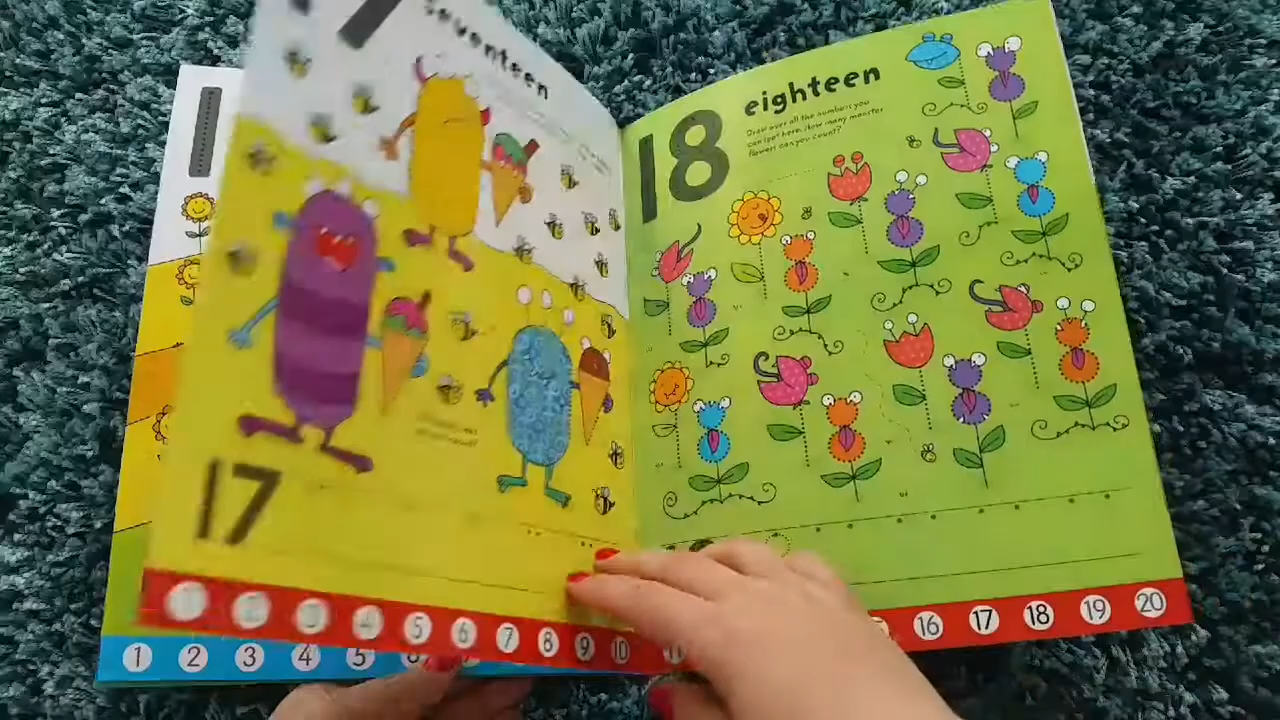 seventeen
17
1 2 3 4 5 6 7 8 9 10 11
1 2 3 4 5
18 eighteen
Draw over all the numbers you
can spot here. How many monster
flowers can you count?
16 17 18 19 20